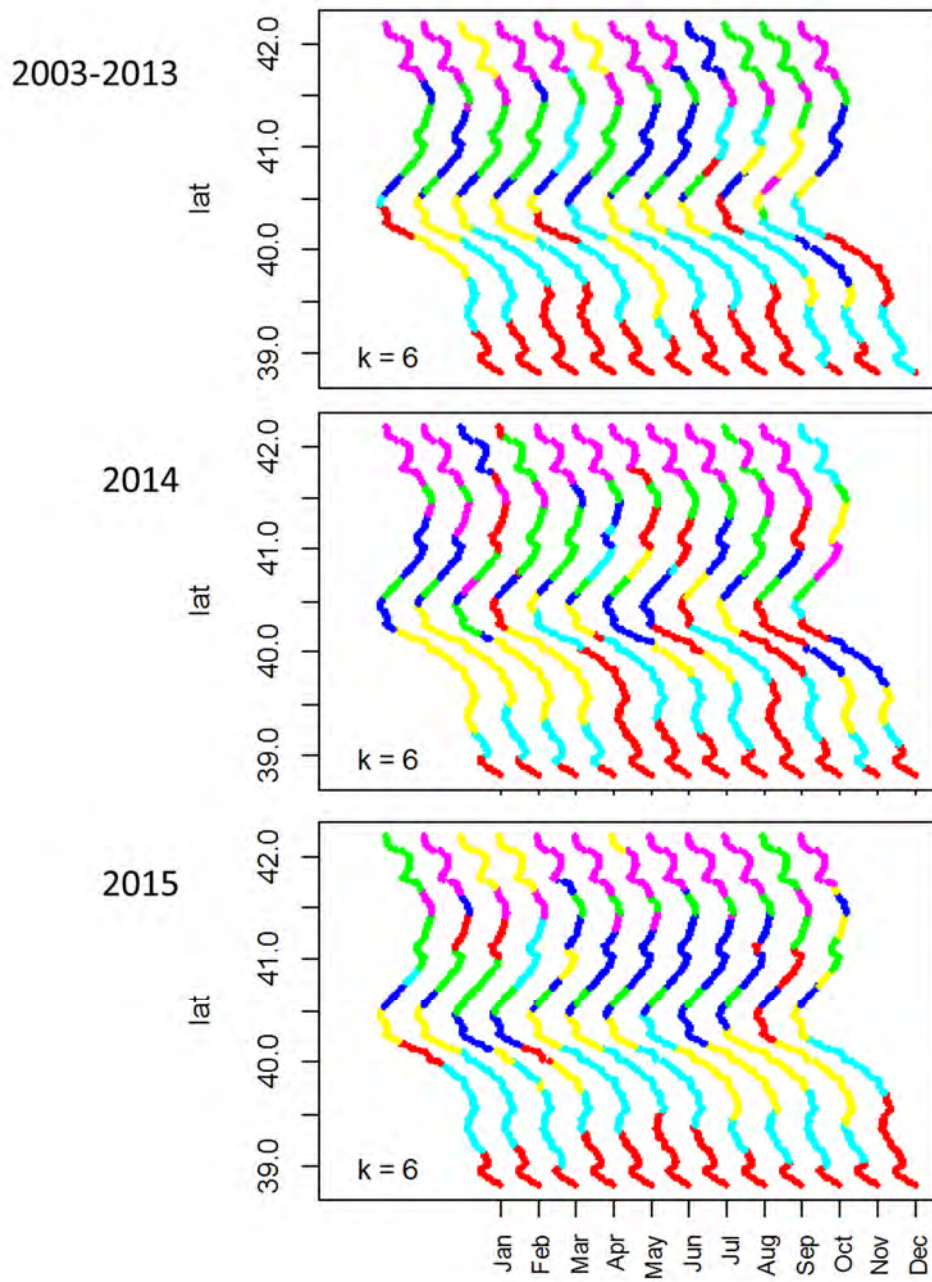 2003-2013
lat
42.0
41.0
40.0
39.0
k = 6
2014
lat
42.0
41.0
40.0
39.0
k = 6
2015
lat
42.0
41.0
40.0
39.0
k = 6
Jan
Feb
Mar
Apr
May
Jun
Jul
Aug
Sep
Oct
Nov
Dec